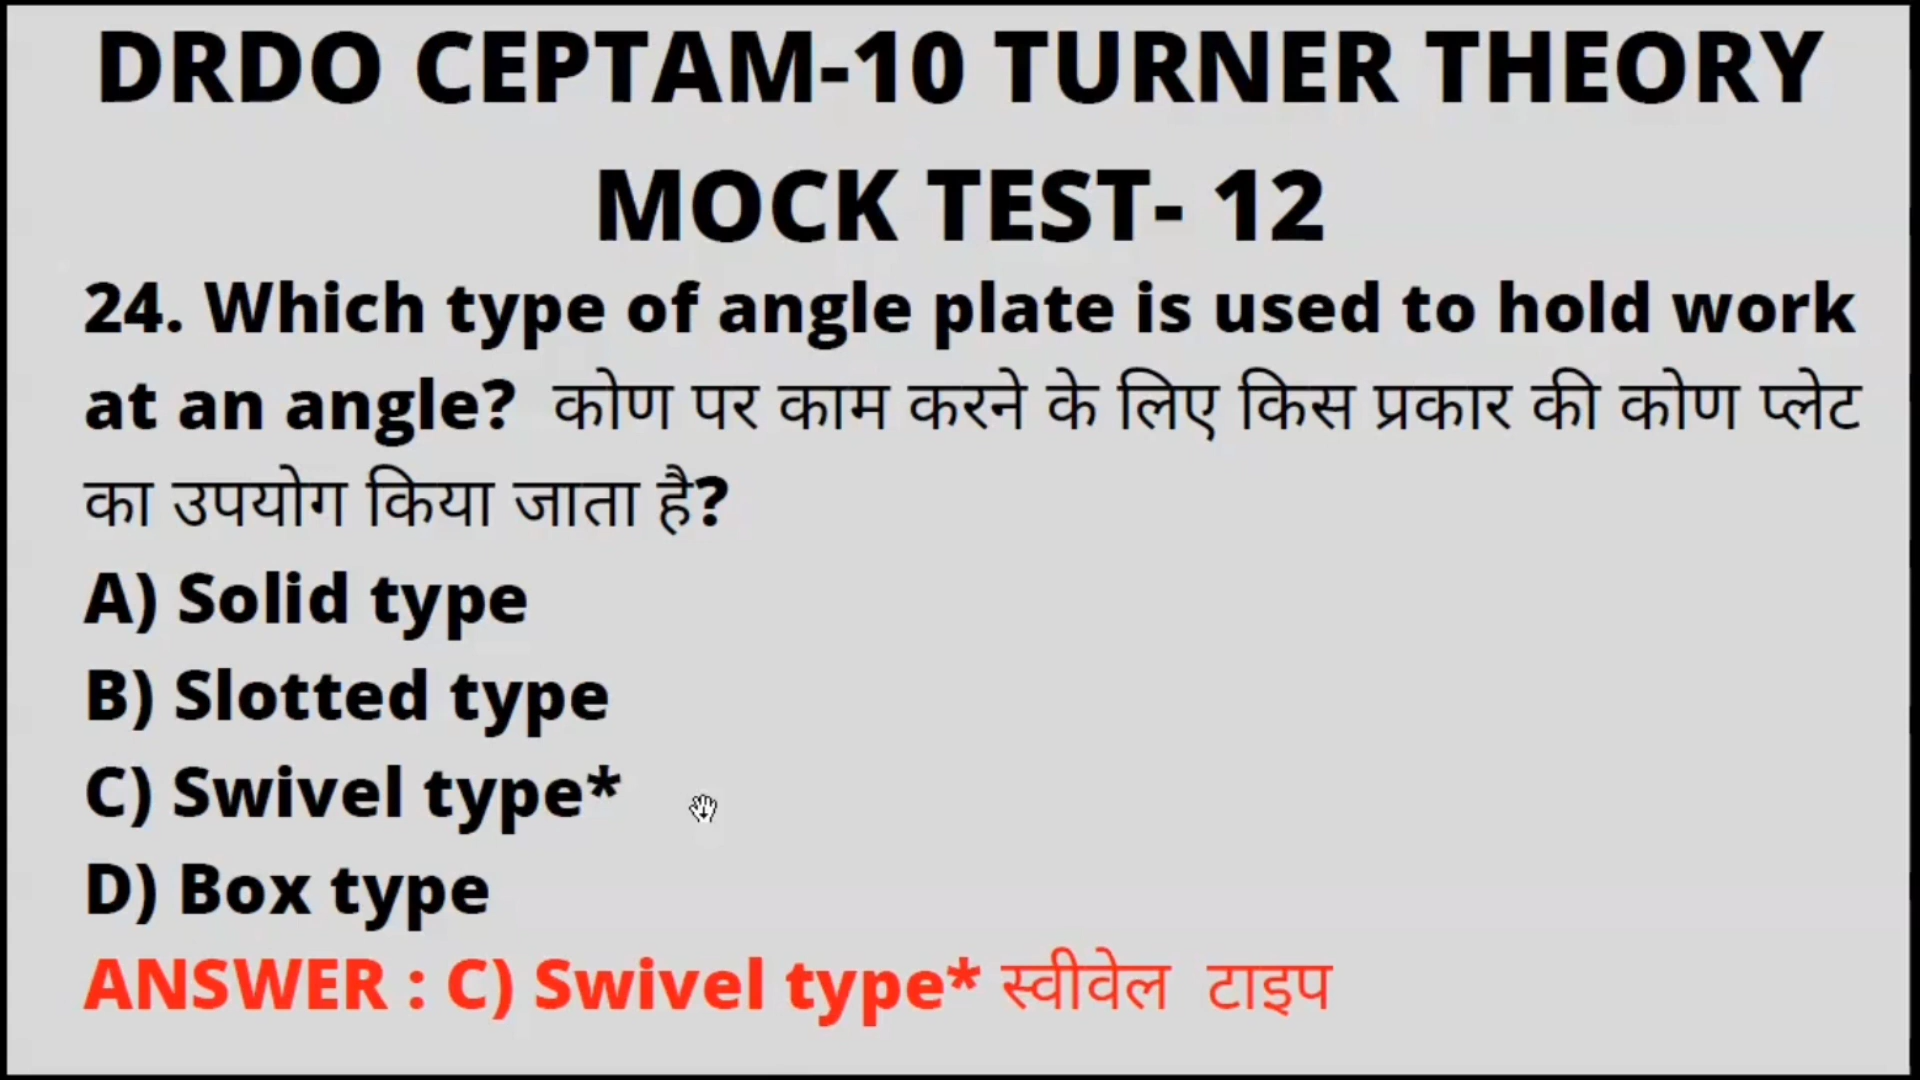 DRDO CEPTAM-10 TURNER THEORY
MOCK TEST- 12
24. Which type of angle plate is used to hold work
at an angle? कोण पर काम करने के लिए किस प्रकार की कोण प्लेट
का उपयोग किया जाता है?
A) Solid type
B) Slotted type
C) Swivel type*
D) Box type
ANSWER : C) Swivel type* स्वीवेल टाइप